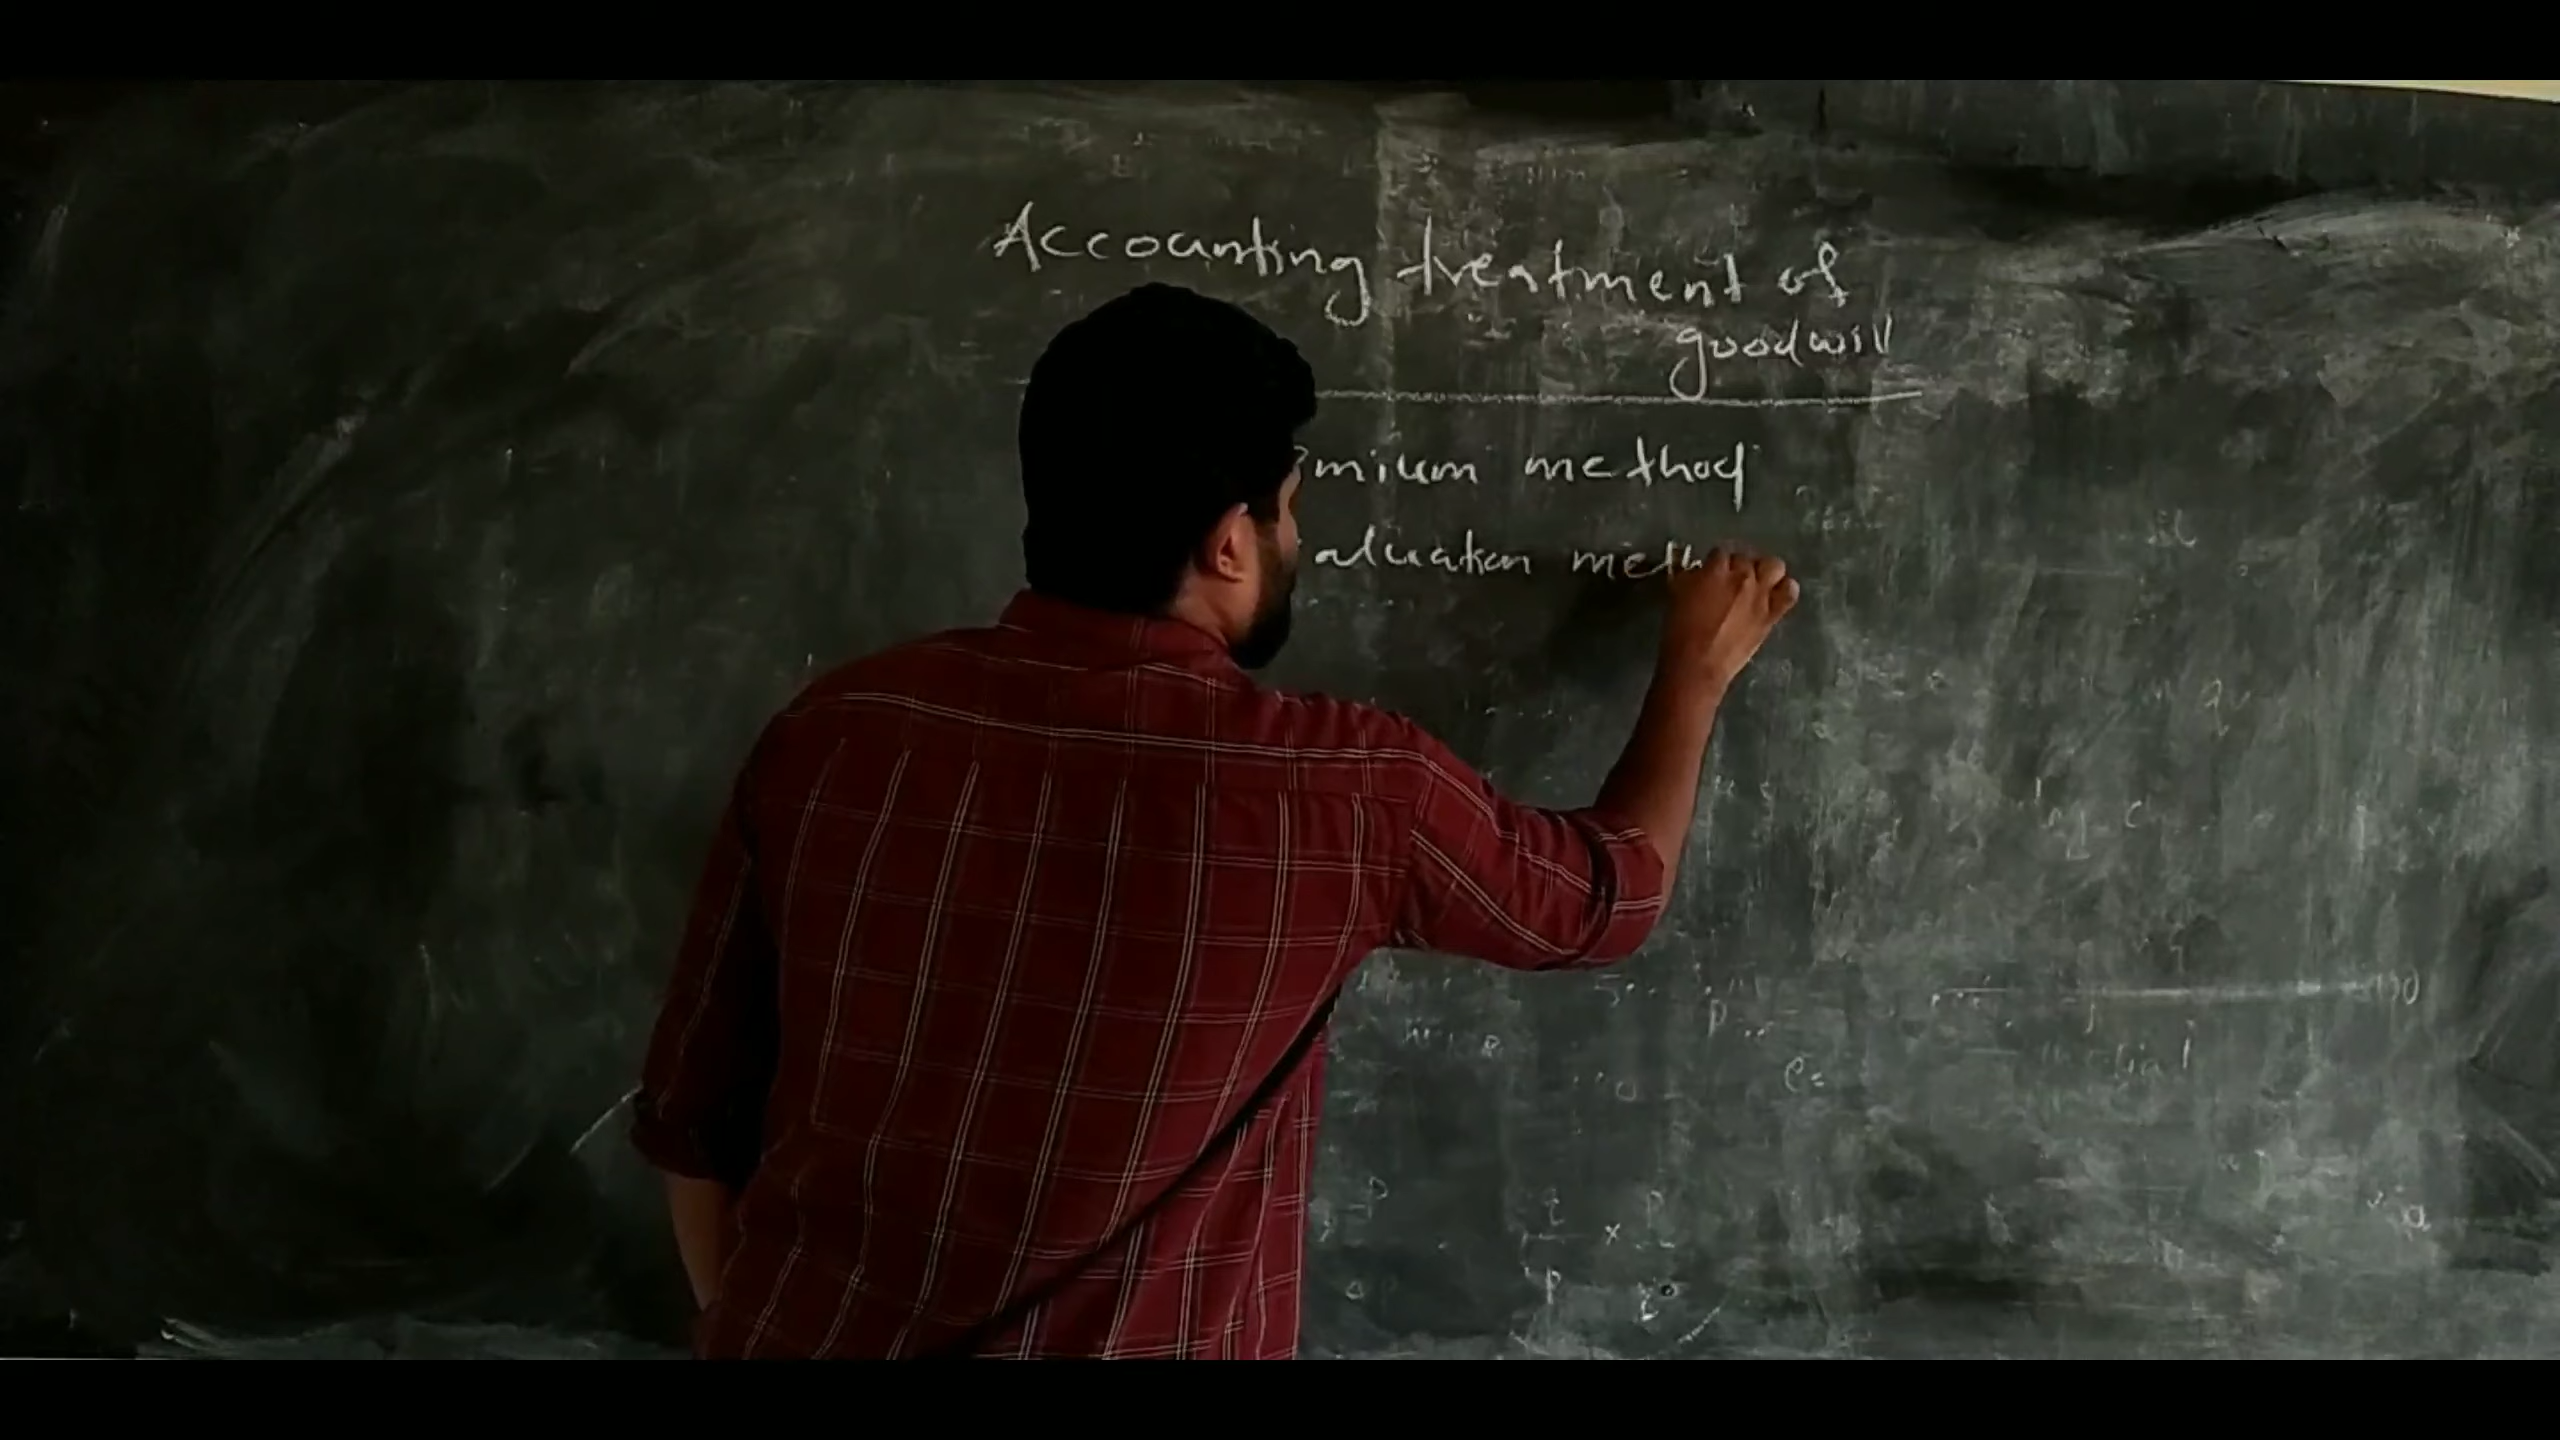 Accounting treatment of
goodwill
mium method
aluation meth